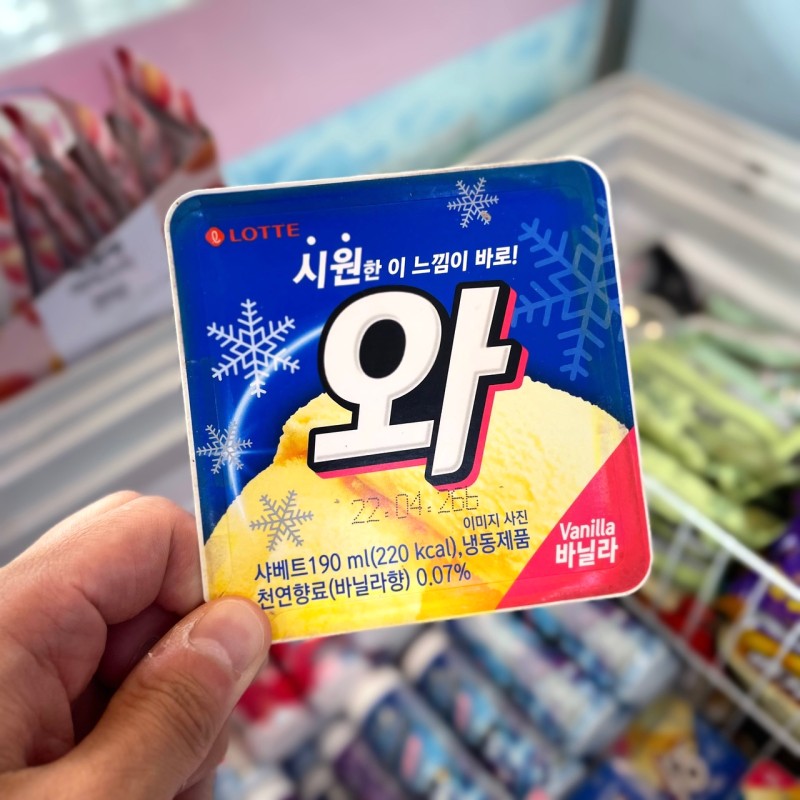 LOTTE
시원한 이 느낌이 바로!
와
22.04.26
이미지 사진
샤베트190 ml(220 kcal),냉동제품
천연향료(바닐라향) 0.07%
Vanilla
바닐라